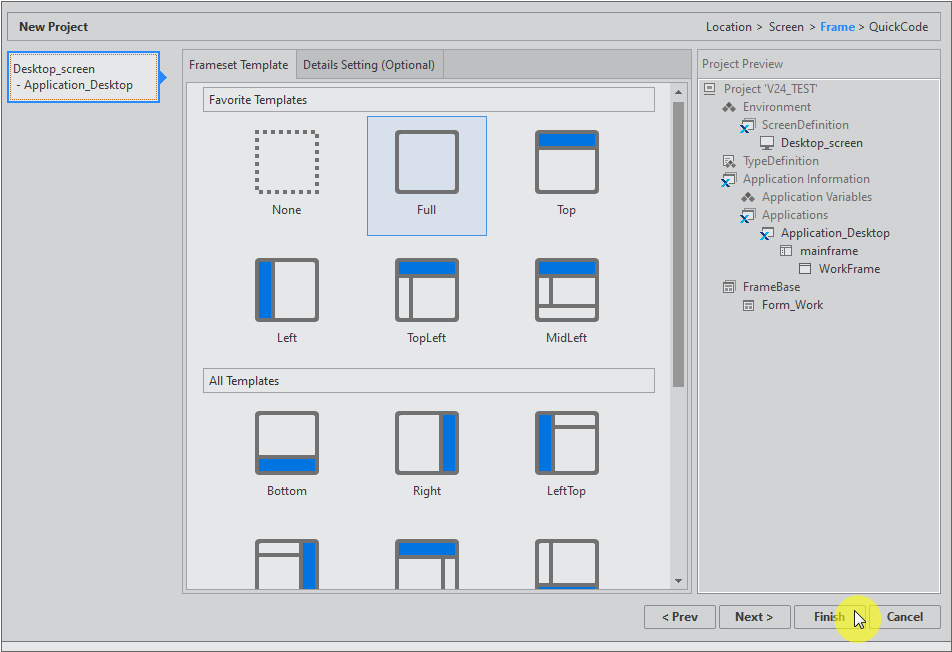 New Project
Location > Screen > Frame > QuickCode
Desktop_screen
- Application_Desktop
Frameset Template
Details Setting (Optional)
Favorite Templates
None
Full
Top
Left
TopLeft
MidLeft
All Templates
Bottom
Right
LeftTop
Project Preview
Project 'V24_TEST'
Environment
ScreenDefinition
Desktop_screen
TypeDefinition
Application Information
Application Variables
Applications
Application_Desktop
mainframe
WorkFrame
FrameBase
Form_Work
< Prev
Next >
Finish
Cancel